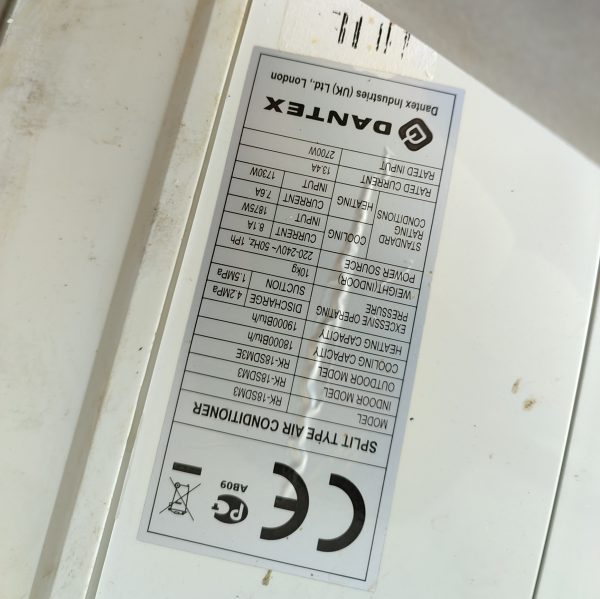 CE
PC
AB09
SPLIT TYPE AIR CONDITIONER
MODEL RK-18SDM3
INDOOR MODEL RK-18SDM3
OUTDOOR MODEL RK-18SDM3E
COOLING CAPACITY 18000Btu/h
HEATING CAPACITY 19000Btu/h
EXCESSIVE OPERATING PRESSURE DISCHARGE 4.2MPa
SUCTION 1.5MPa
WEIGHT(INDOOR) 10kg
POWER SOURCE 220-240V~ 50Hz, 1Ph
STANDARD RATING CONDITIONS COOLING CURRENT 8.1A
INPUT 1875W
HEATING CURRENT 7.6A
INPUT 1730W
RATED CURRENT 13.4A
RATED INPUT 2700W
DANTEX
Dantex Industries (UK) Ltd., London